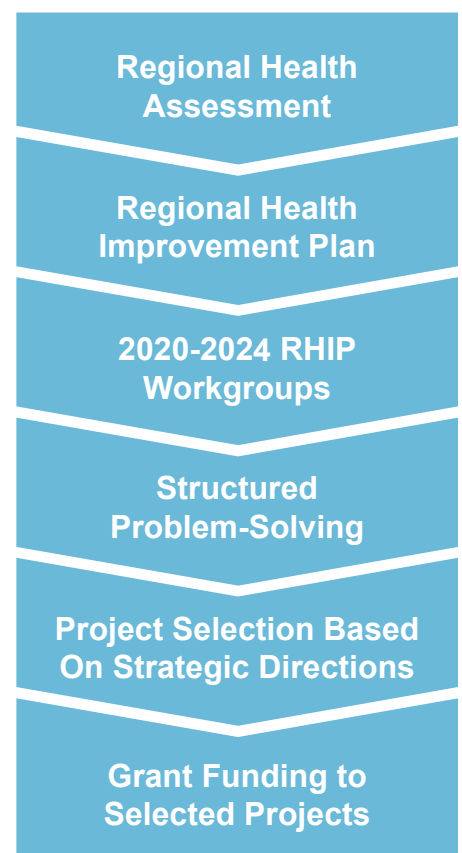 Regional Health
Assessment
Regional Health
Improvement Plan
2020-2024 RHIP
Workgroups
Structured
Problem-Solving
Project Selection Based
On Strategic Directions
Grant Funding to
Selected Projects